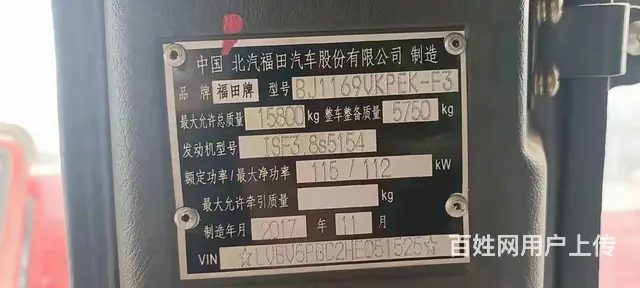 中国 北汽福田汽车股份有限公司 制造
品 牌 福田牌 型号 BJ1169VKPEK-F3
最大允许总质量 15800 kg 整车整备质量 5750 kg
发动机型号 ISF3.8s5154
额定功率/最大净功率 115 / 112 kW
最大允许牵引质量 kg
制造年月 2017 年 11 月
VIN ☆LVBV5PBC2HE051525☆
百姓网用户上传